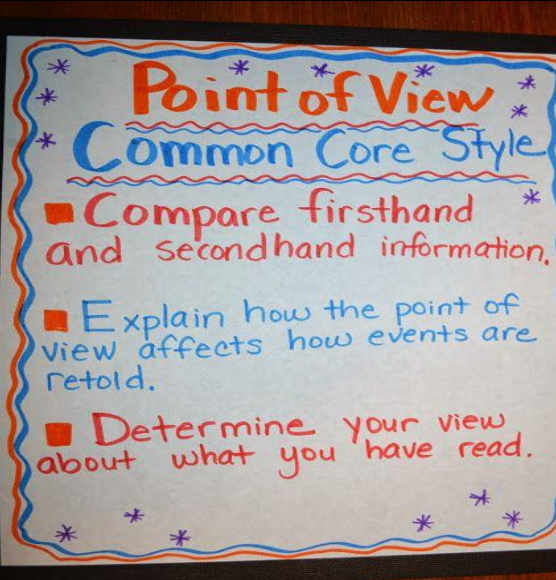 Point of View
Common Core Style
Compare firsthand
and secondhand information.
Explain how the point of
view affects how events are
retold.
Determine your view
about what you have read.